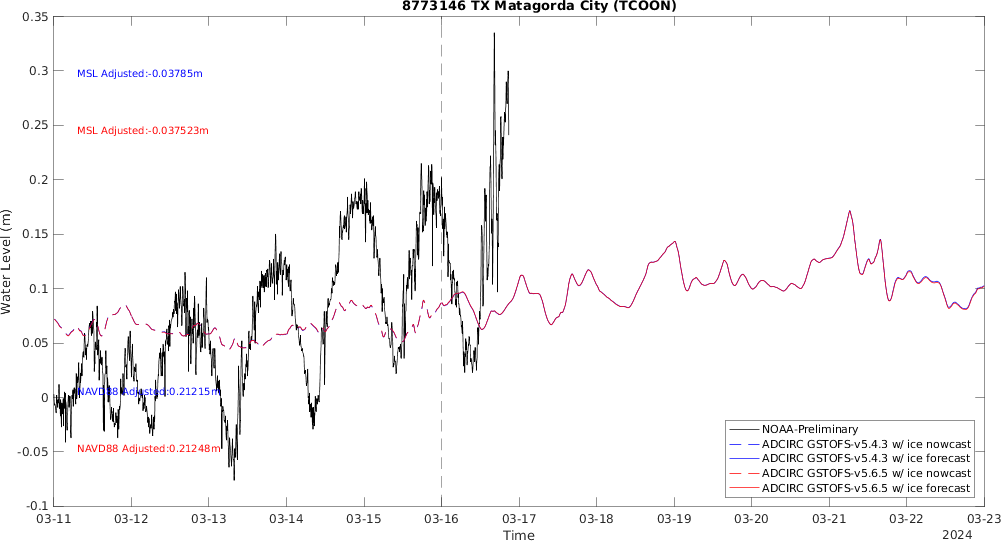 8773146 TX Matagorda City (TCOON)
0.35
0.3
0.25
0.2
0.15
0.1
0.05
0
-0.05
-0.1
Water Level (m)
MSL Adjusted:-0.03785m
MSL Adjusted:-0.037523m
NAVD88 Adjusted:0.21215m
NAVD88 Adjusted:0.21248m
NOAA-Preliminary
ADCIRC GSTOFS-v5.4.3 w/ ice nowcast
ADCIRC GSTOFS-v5.4.3 w/ ice forecast
ADCIRC GSTOFS-v5.6.5 w/ ice nowcast
ADCIRC GSTOFS-v5.6.5 w/ ice forecast
03-11 03-12 03-13 03-14 03-15 03-16 03-17 03-18 03-19 03-20 03-21 03-22 03-23
Time
2024